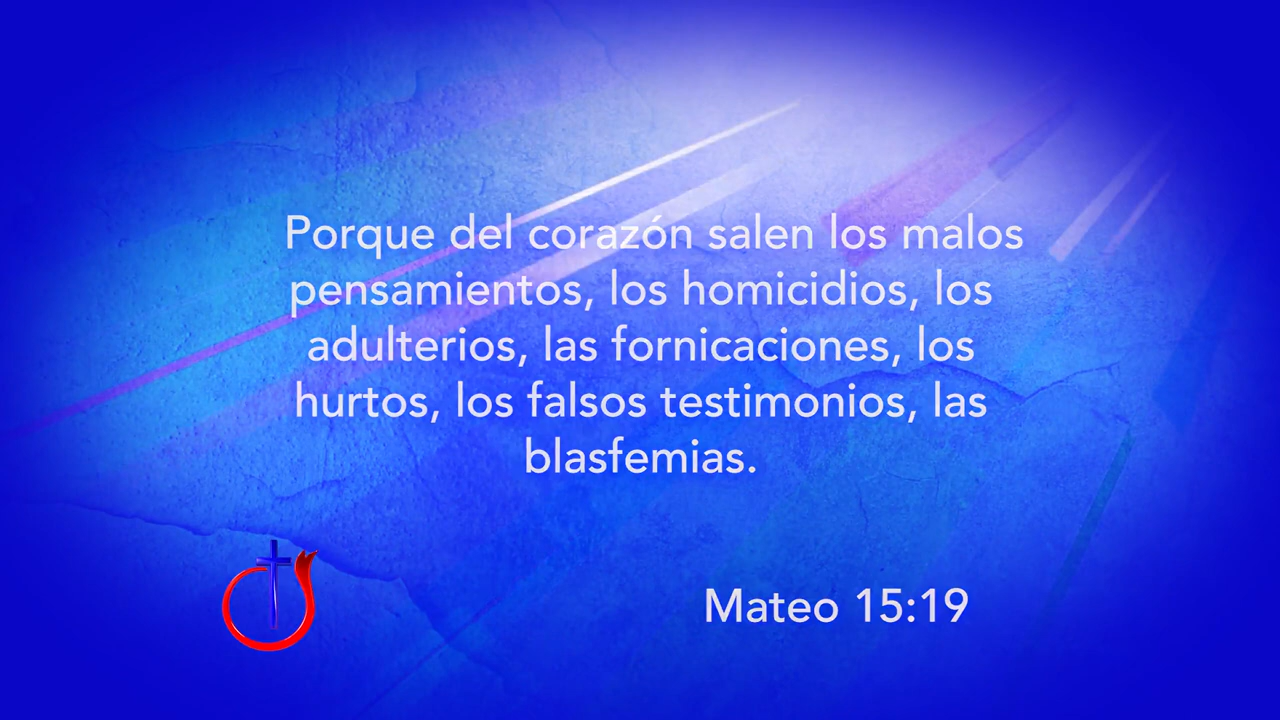 Porque del corazón salen los malos
pensamientos, los homicidios, los
adulterios, las fornicaciones, los
hurtos, los falsos testimonios, las
blasfemias.
Mateo 15:19